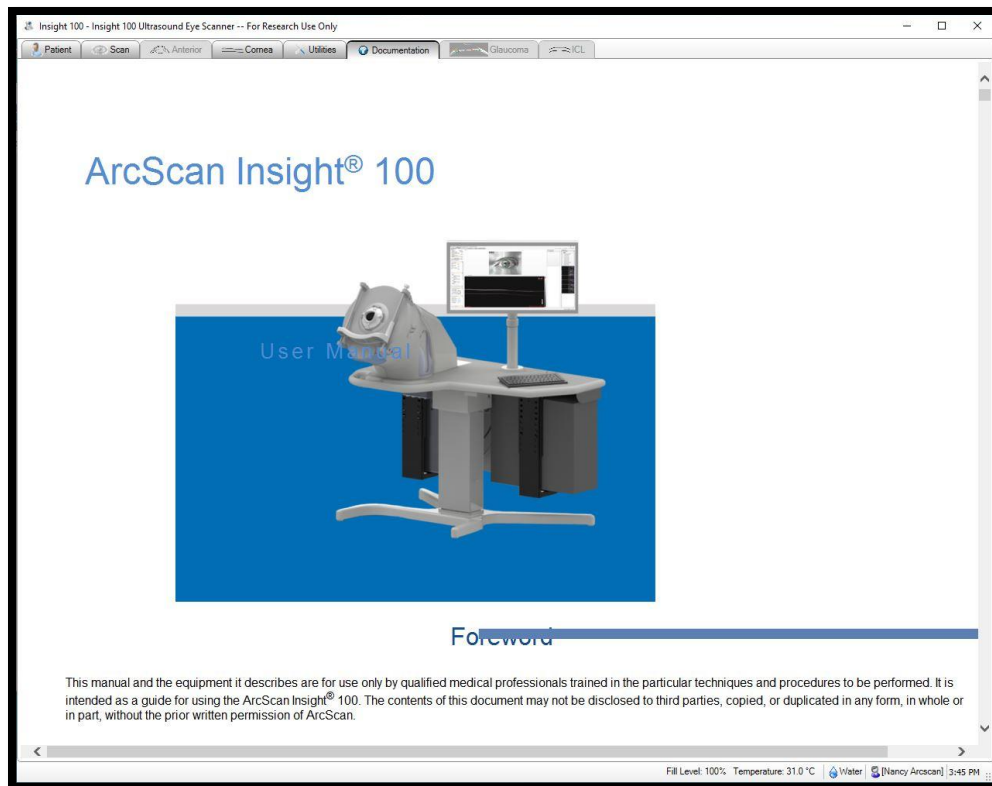 Insight 100 - Insight 100 Ultrasound Eye Scanner -- For Research Use Only
Patient Scan Anterior Cornea Utilities Documentation Glaucoma ICL
ArcScan Insight® 100
User Manual
Foreword
This manual and the equipment it describes are for use only by qualified medical professionals trained in the particular techniques and procedures to be performed. It is
intended as a guide for using the ArcScan Insight® 100. The contents of this document may not be disclosed to third parties, copied, or duplicated in any form, in whole or
in part, without the prior written permission of ArcScan.
Fill Level: 100% Temperature: 31.0 °C Water [Nancy Arcscan] 3:45 PM